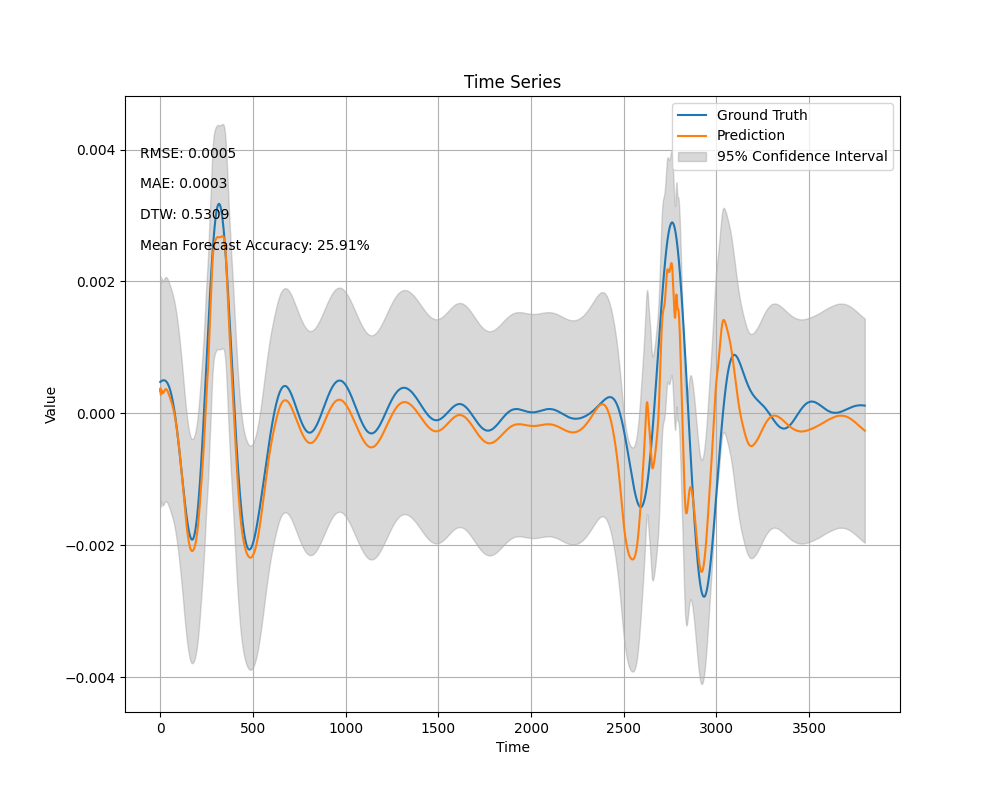 Time Series
Ground Truth
Prediction
95% Confidence Interval
RMSE: 0.0005
MAE: 0.0003
DTW: 0.5309
Mean Forecast Accuracy: 25.91%
Value
0.004
0.002
0.000
−0.002
−0.004
0 500 1000 1500 2000 2500 3000 3500
Time